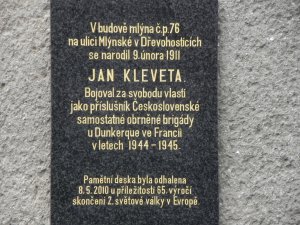 V budově mlýna č.p.76
na ulici Mlýnské v Dřevohosticích
se narodil 9.února 1911
JAN KLEVETA.
Bojoval za svobodu vlasti
jako příslušník Československé
samostatné obrněné brigády
u Dunkerque ve Francii
v letech 1944-1945.
Pamětní deska byla odhalena
8.5.2010 u příležitosti 65. výročí
skončení 2. světové války v Evropě.